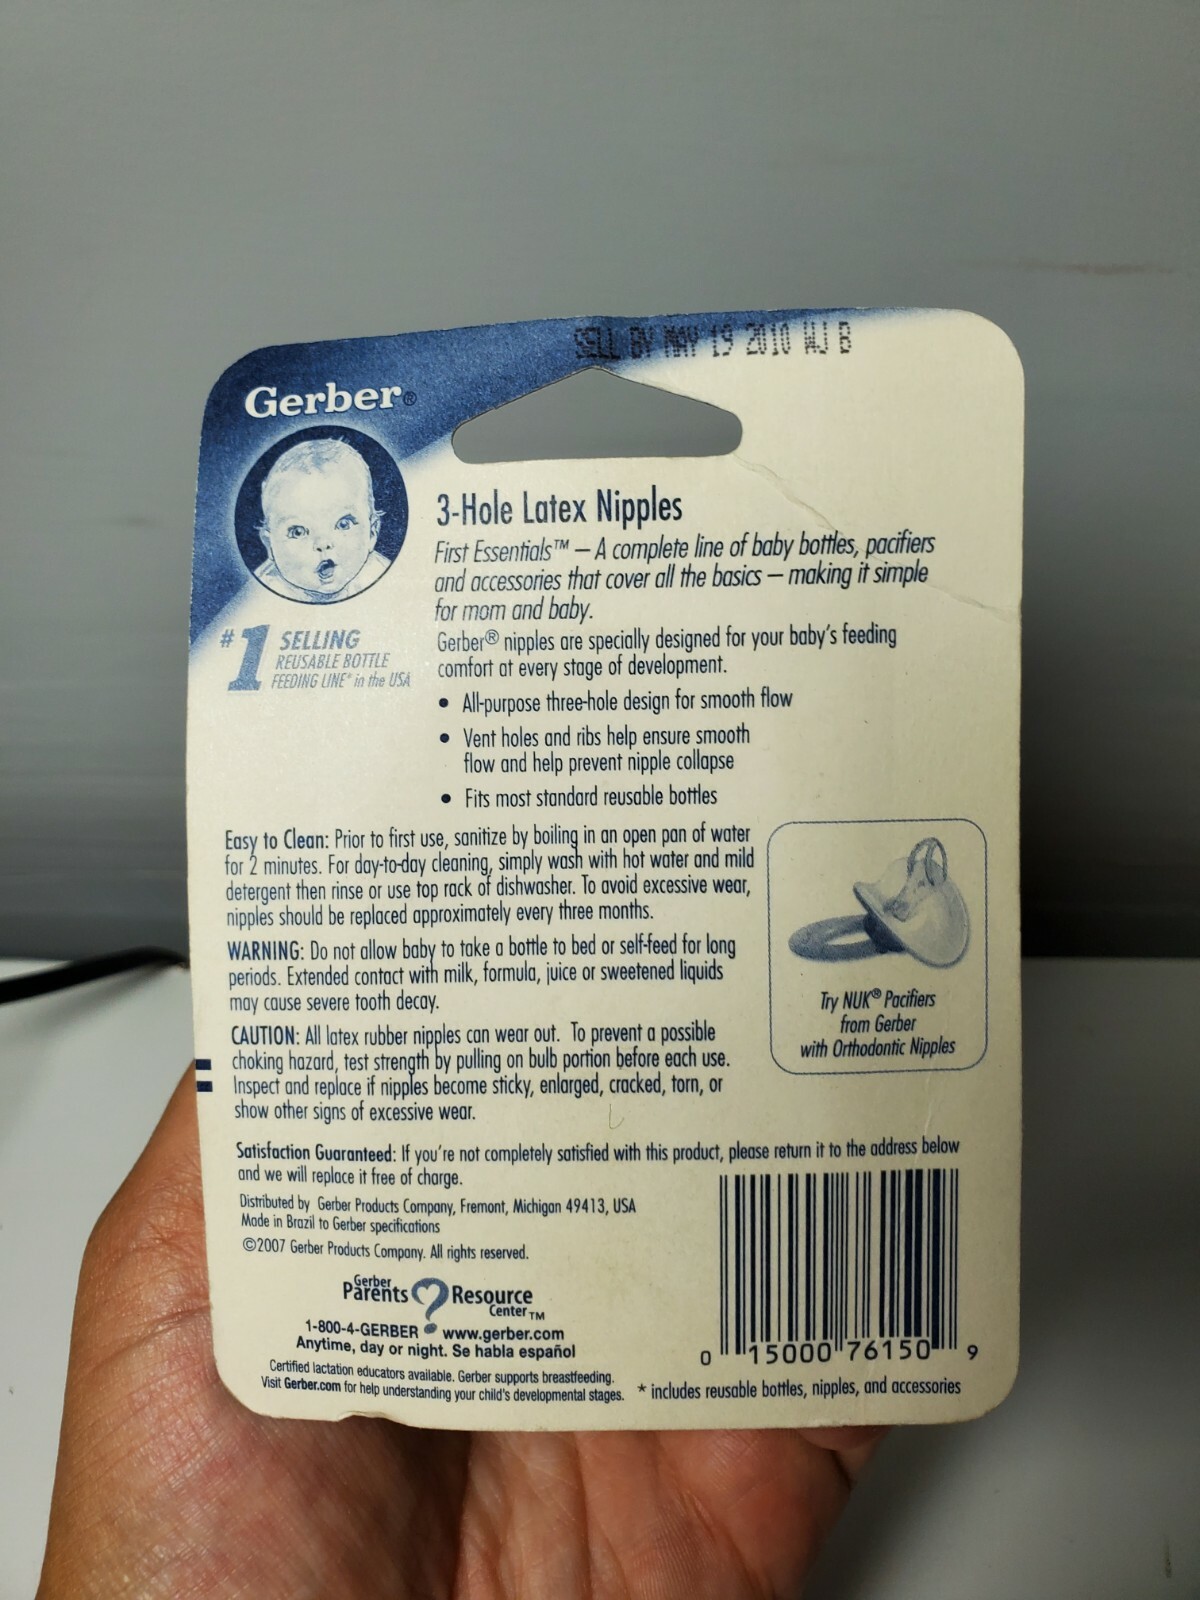 SELL BY MAY 19 2010 WJ B
Gerber®
3-Hole Latex Nipples
First Essentials™ – A complete line of baby bottles, pacifiers
and accessories that cover all the basics – making it simple
for mom and baby.
#1 SELLING
REUSABLE BOTTLE
FEEDING LINE* in the USA
Gerber® nipples are specially designed for your baby's feeding
comfort at every stage of development.
• All-purpose three-hole design for smooth flow
• Vent holes and ribs help ensure smooth
flow and help prevent nipple collapse
• Fits most standard reusable bottles
Easy to Clean: Prior to first use, sanitize by boiling in an open pan of water
for 2 minutes. For day-to-day cleaning, simply wash with hot water and mild
detergent then rinse or use top rack of dishwasher. To avoid excessive wear,
nipples should be replaced approximately every three months.
WARNING: Do not allow baby to take a bottle to bed or self-feed for long
periods. Extended contact with milk, formula, juice or sweetened liquids
may cause severe tooth decay.
CAUTION: All latex rubber nipples can wear out. To prevent a possible
choking hazard, test strength by pulling on bulb portion before each use.
Inspect and replace if nipples become sticky, enlarged, cracked, torn, or
show other signs of excessive wear.
Try NUK® Pacifiers
from Gerber
with Orthodontic Nipples
Satisfaction Guaranteed: If you're not completely satisfied with this product, please return it to the address below
and we will replace it free of charge.
Distributed by Gerber Products Company, Fremont, Michigan 49413, USA
Made in Brazil to Gerber specifications
©2007 Gerber Products Company. All rights reserved.
Gerber
Parents Resource
Center™
1-800-4-GERBER www.gerber.com
Anytime, day or night. Se habla español
Certified lactation educators available. Gerber supports breastfeeding.
Visit Gerber.com for help understanding your child's developmental stages.
0 15000 76150 9
* includes reusable bottles, nipples, and accessories